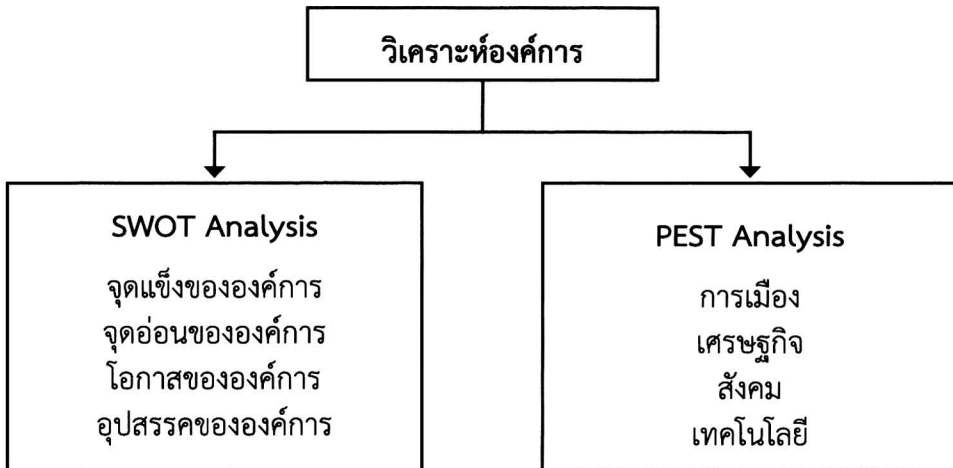 วิเคราะห์องค์การ
SWOT Analysis
จุดแข็งขององค์การ
จุดอ่อนขององค์การ
โอกาสขององค์การ
อุปสรรคขององค์การ
PEST Analysis
การเมือง
เศรษฐกิจ
สังคม
เทคโนโลยี